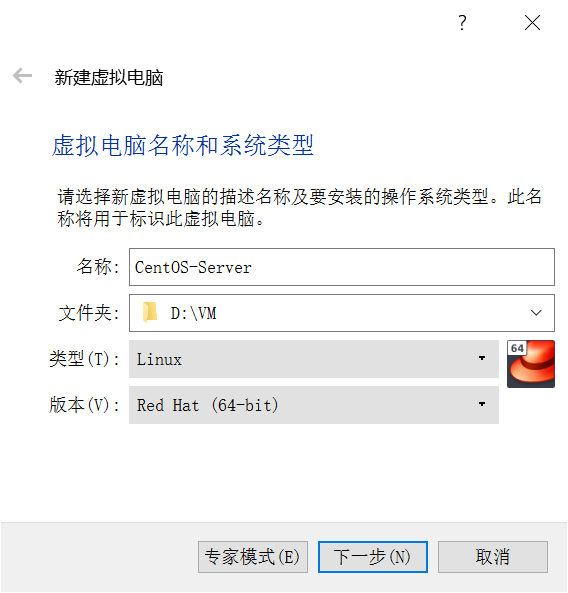 ?
新建虚拟电脑
虚拟电脑名称和系统类型
请选择新虚拟电脑的描述名称及要安装的操作系统类型。此名
称将用于标识此虚拟电脑。
名称: CentOS-Server
文件夹: D:\VM
类型(T): Linux
64
版本(V): Red Hat (64-bit)
专家模式(E) 下一步(N) 取消